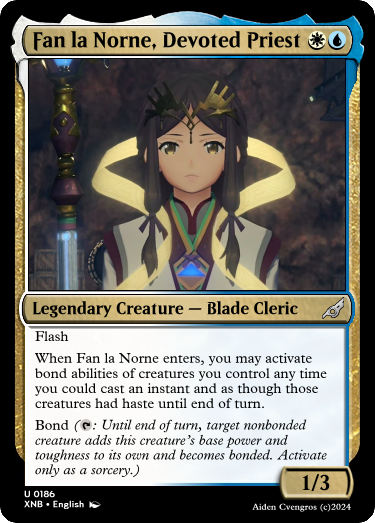 Fan la Norne, Devoted Priest
Legendary Creature — Blade Cleric
Flash
When Fan la Norne enters, you may activate
bond abilities of creatures you control any time
you could cast an instant and as though those
creatures had haste until end of turn.
Bond (: Until end of turn, target nonbonded
creature adds this creature's base power and
toughness to its own and becomes bonded. Activate
only as a sorcery.)
1/3
U 0186
XNB • English
Aiden Cvengros (c)2024